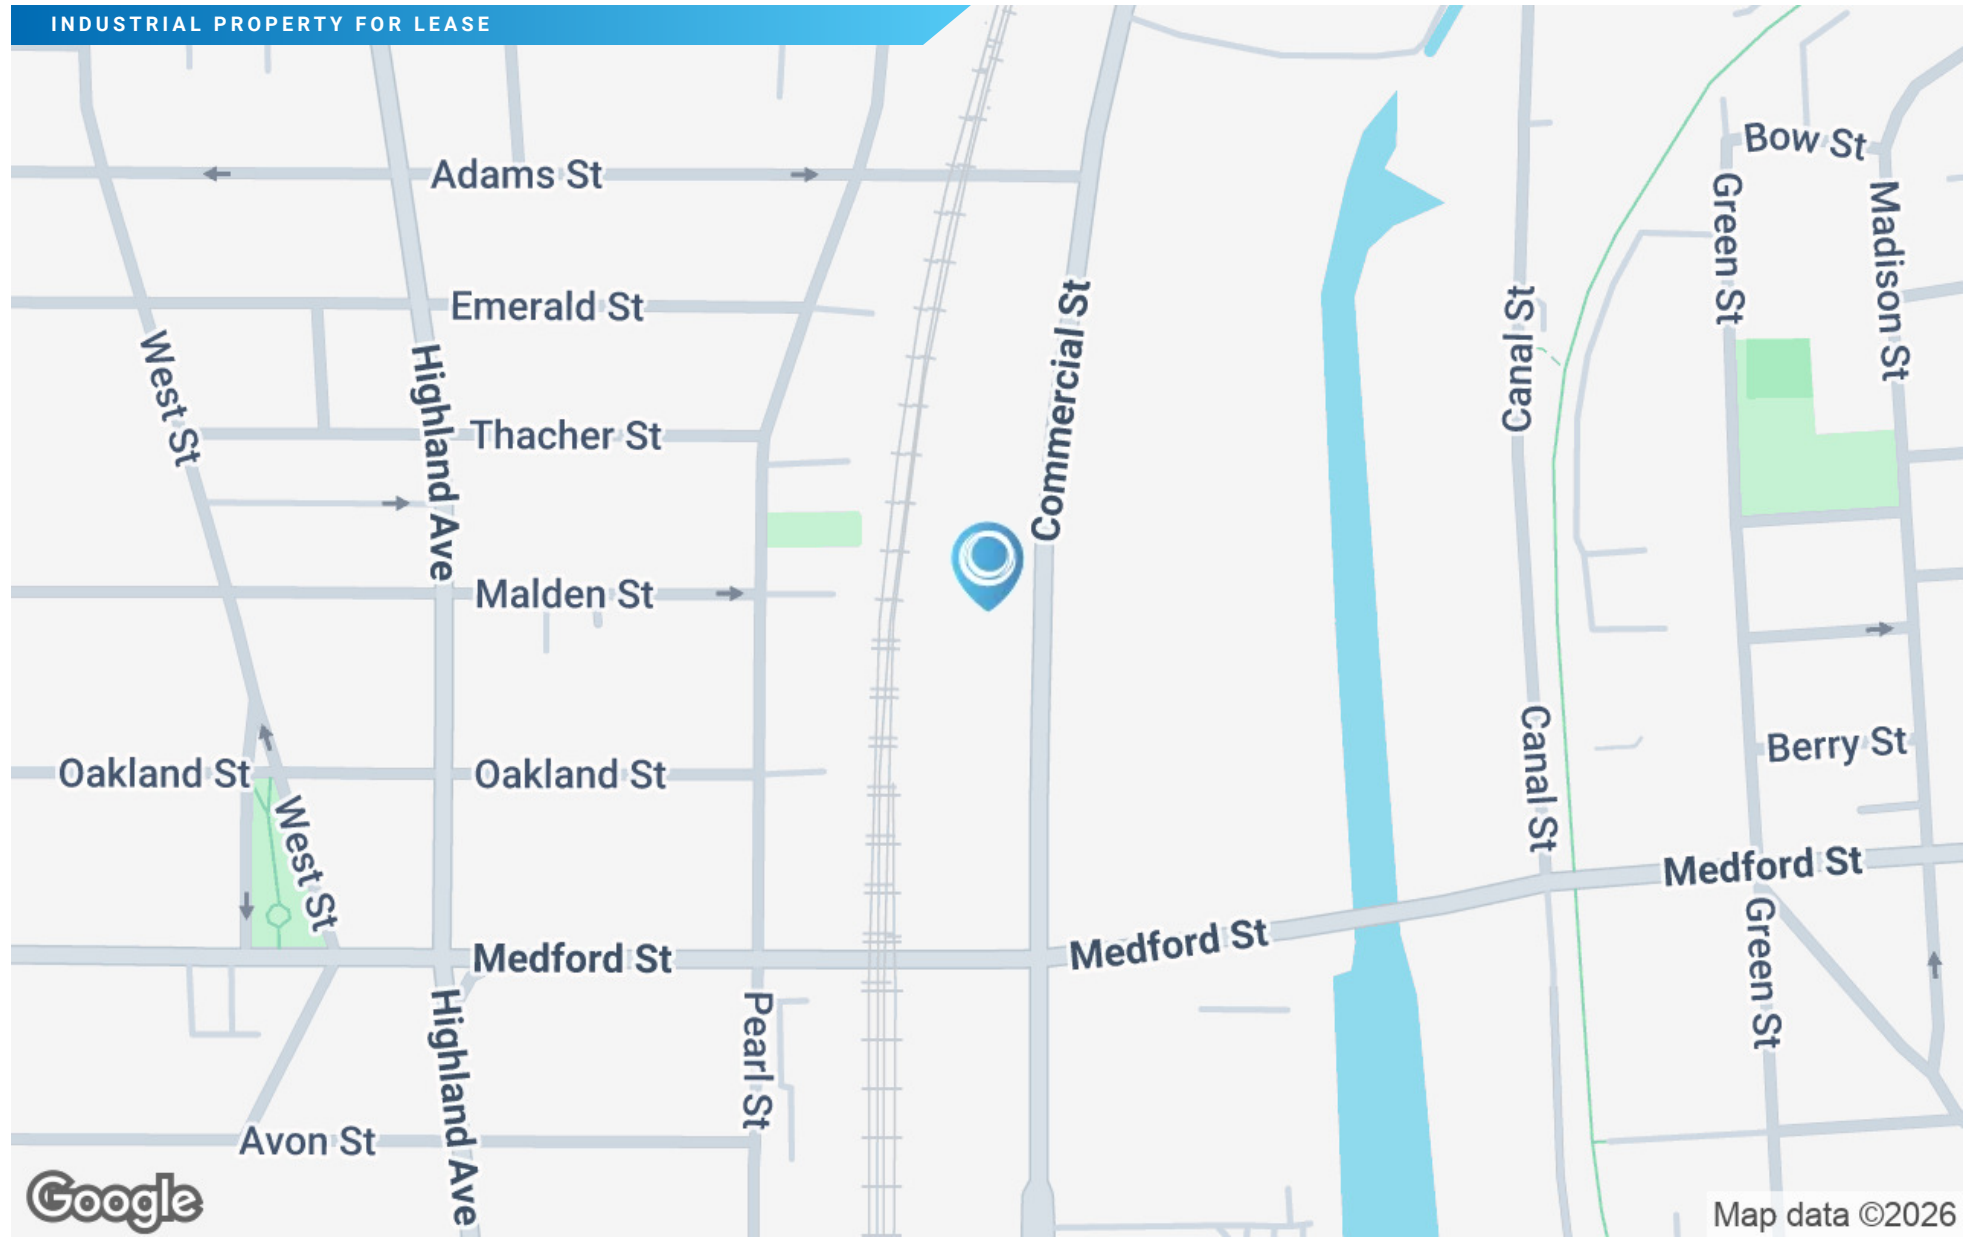 INDUSTRIAL PROPERTY FOR LEASE
Bow St
Adams St
Green St
Madison St
Emerald St
Commercial St
Canal St
West St
Highland Ave
Thacher St
Malden St
Canal St
Berry St
Oakland St
Oakland St
West St
Medford St
Medford St
Medford St
Green St
Highland Ave
Pearl St
Avon St
Google
Map data ©2026